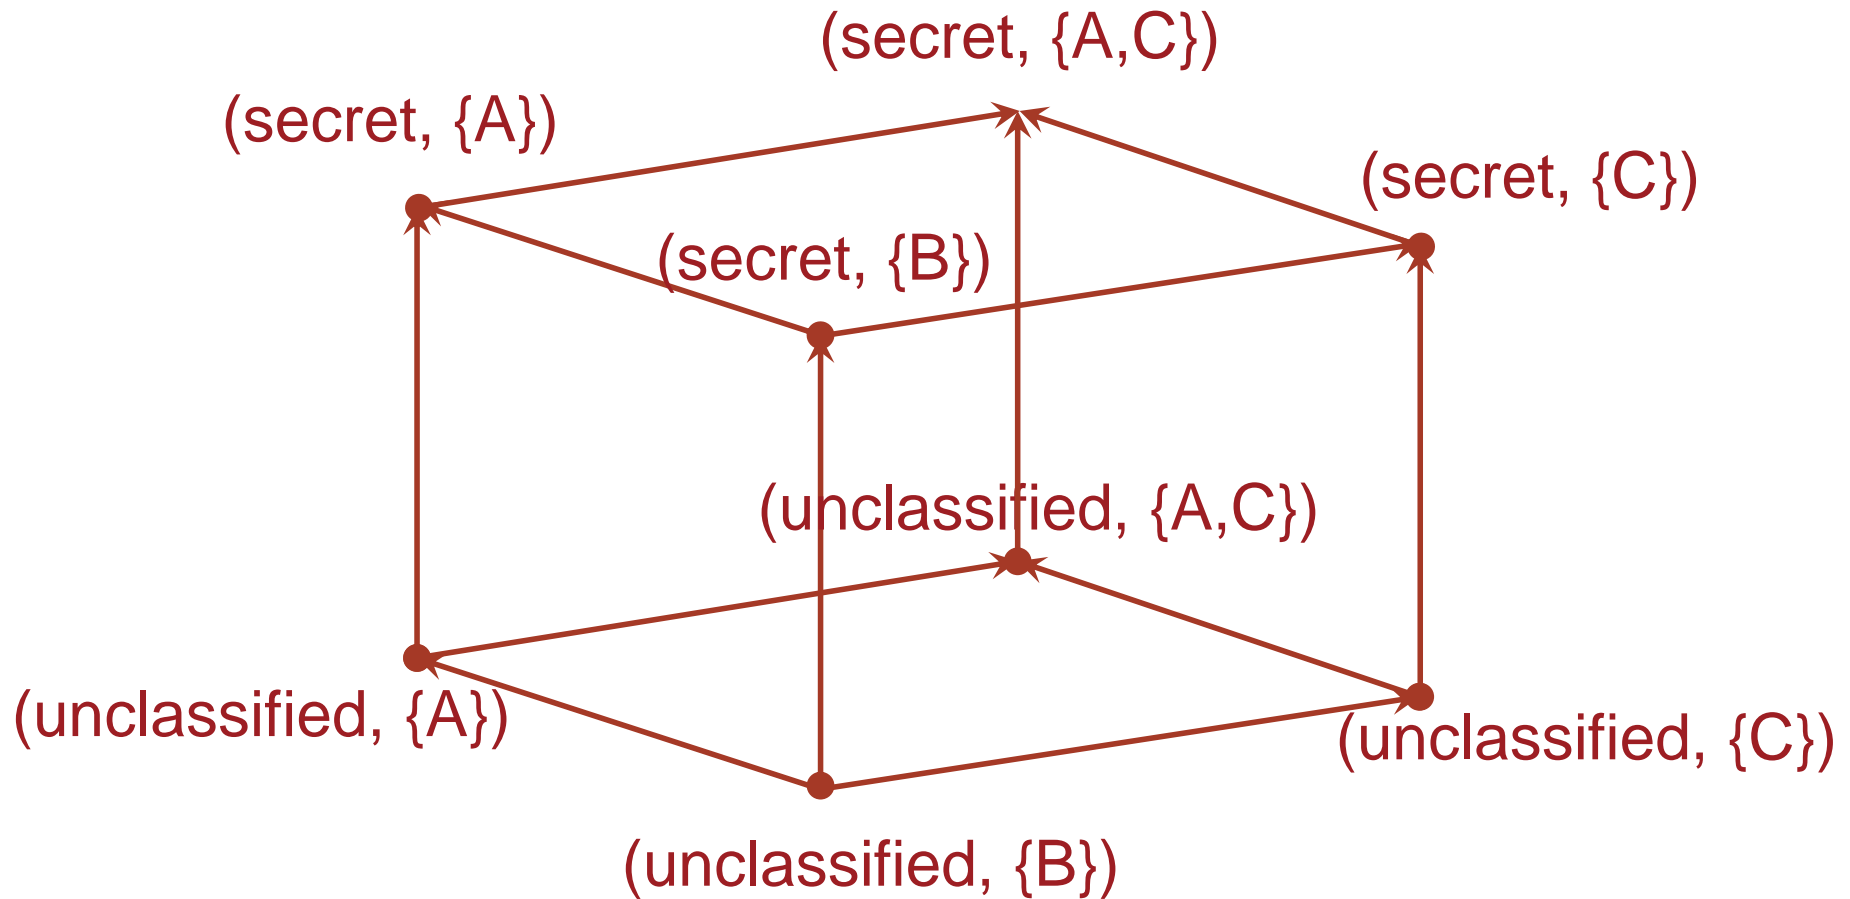 (secret, {A,C})
(secret, {A})
(secret, {C})
(secret, {B})
(unclassified, {A,C})
(unclassified, {A})
(unclassified, {C})
(unclassified, {B})